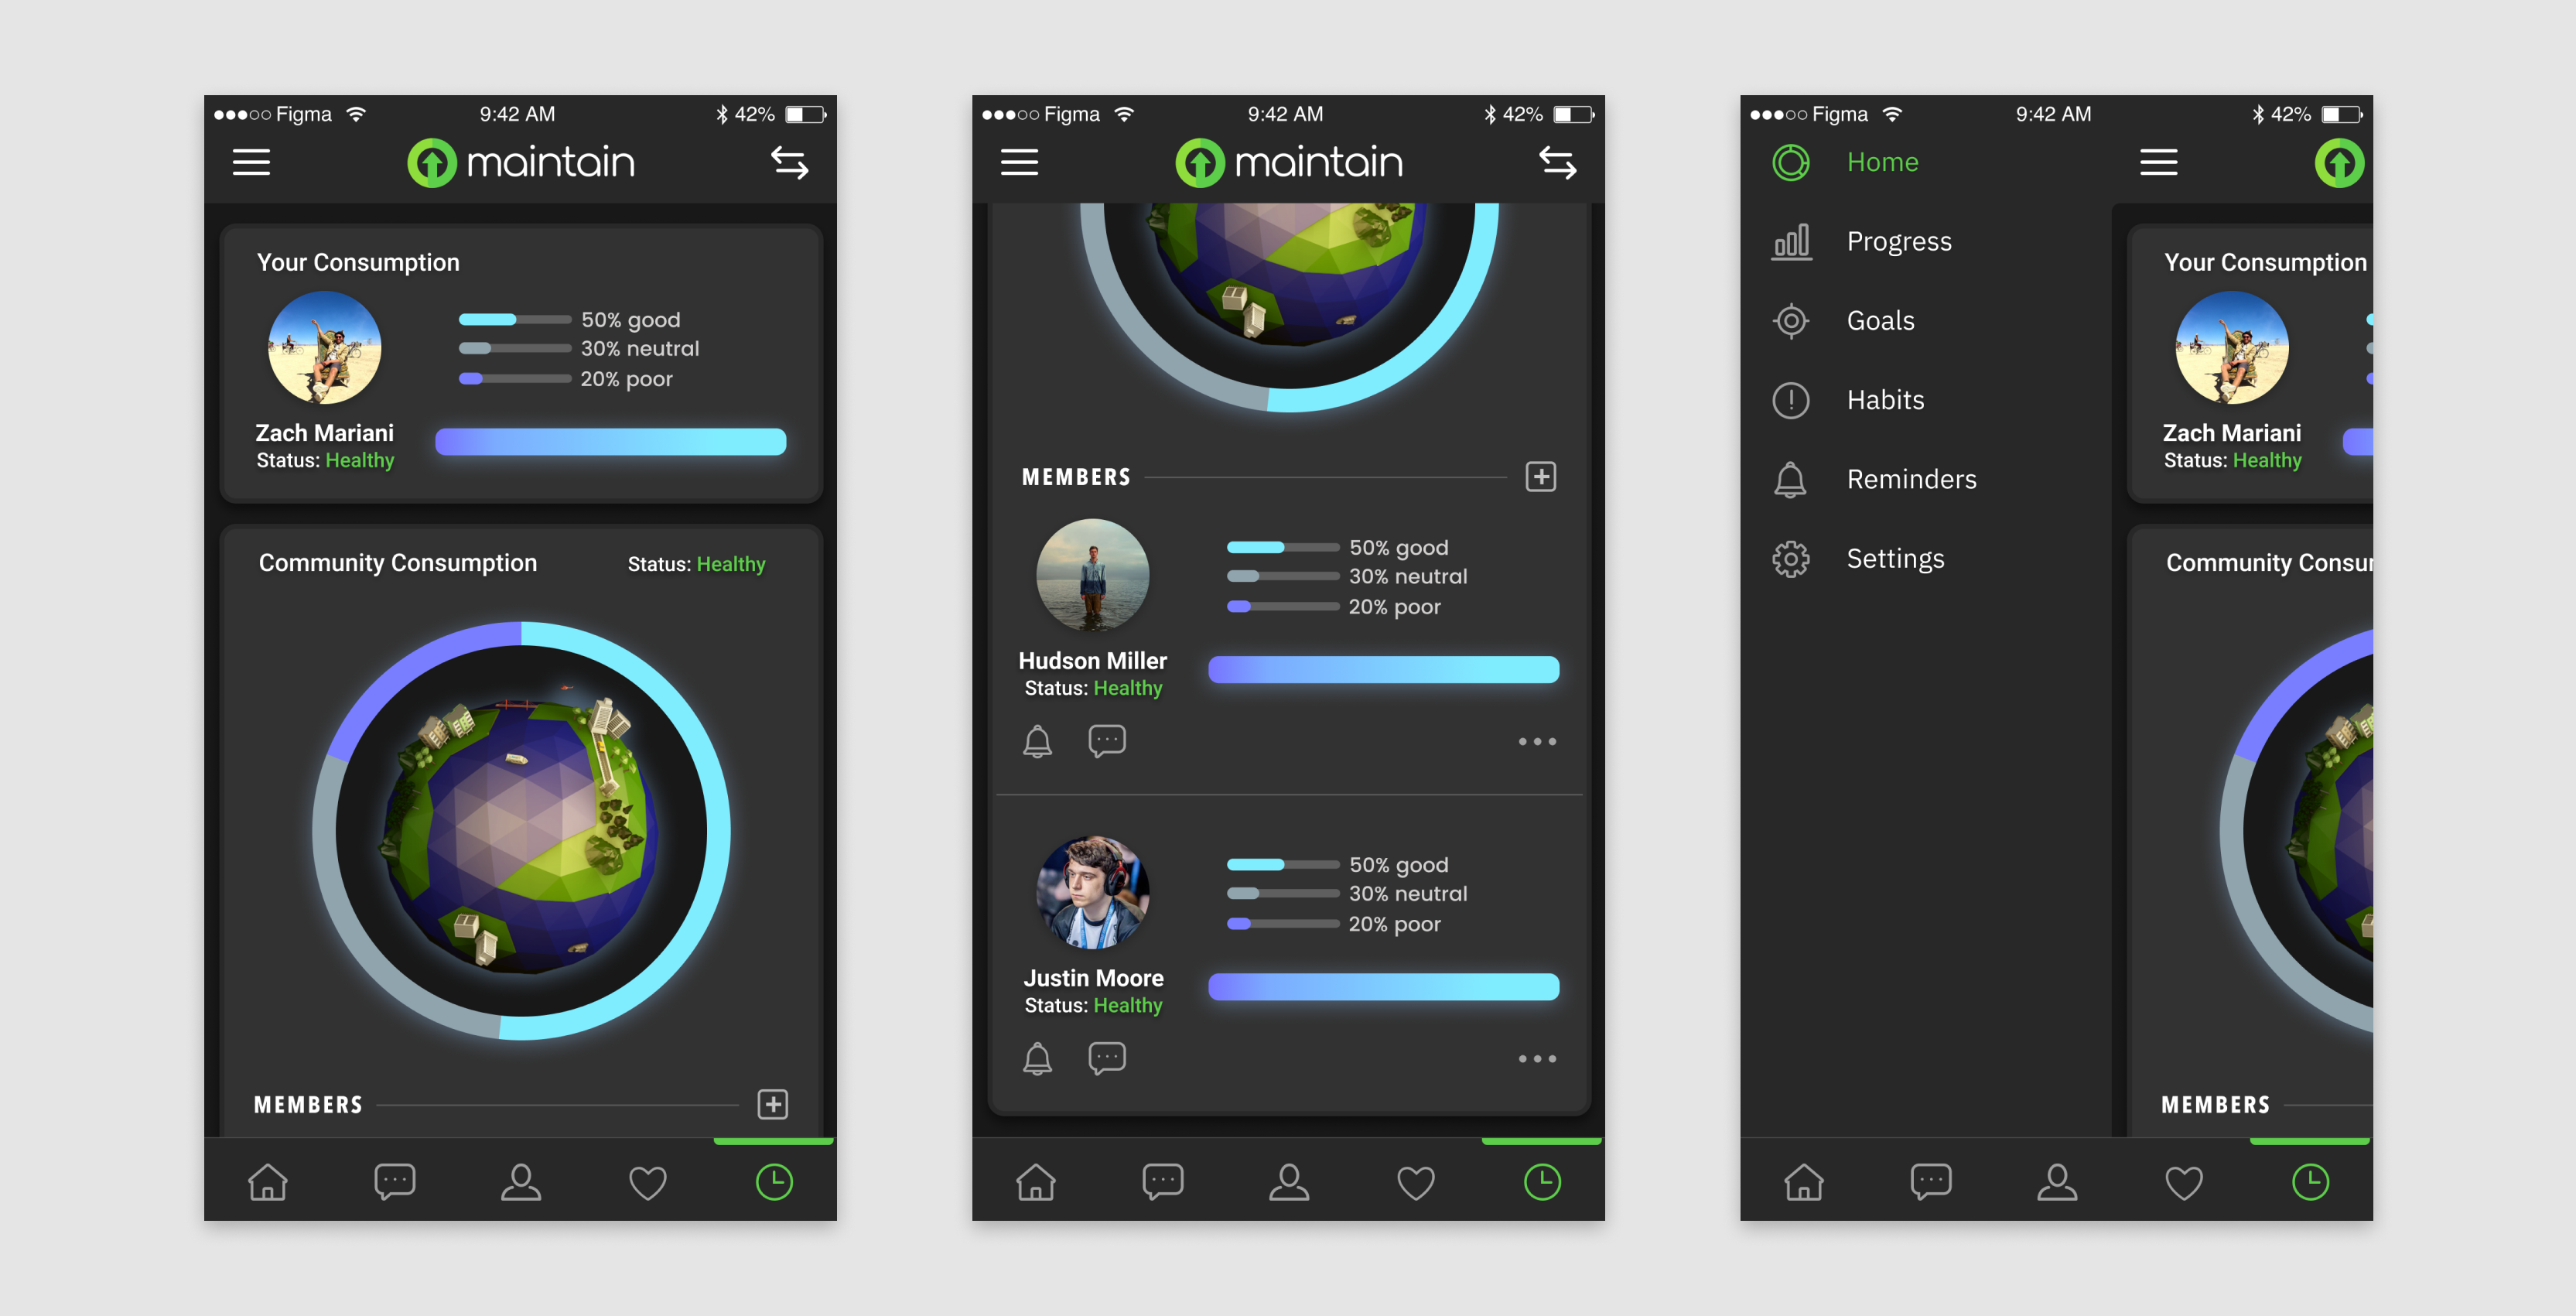 Figma 9:42 AM 42%
maintain
Your Consumption
50% good
30% neutral
20% poor
Zach Mariani
Status: Healthy
Community Consumption Status: Healthy
MEMBERS
Figma 9:42 AM 42%
maintain
MEMBERS
50% good
30% neutral
20% poor
Hudson Miller
Status: Healthy
50% good
30% neutral
20% poor
Justin Moore
Status: Healthy
Figma 9:42 AM 42%
Home
Progress
Goals
Habits
Reminders
Settings
Your Consumption
Zach Mariani
Status: Healthy
Community Consu
MEMBERS